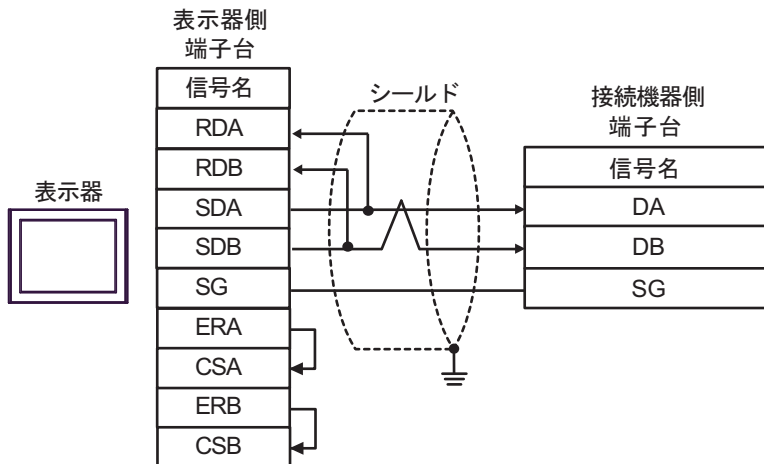 表示器側
端子台
信号名
RDA
RDB
SDA
SDB
SG
ERA
CSA
ERB
CSB
表示器
シールド
接続機器側
端子台
信号名
DA
DB
SG